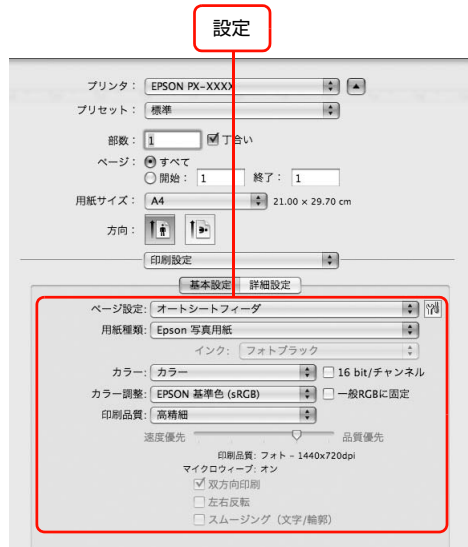 設定
プリンタ： EPSON PX-XXXX
プリセット： 標準
部数： 1 丁合い
ページ： すべて
開始： 1 終了： 1
用紙サイズ： A4 21.00 × 29.70 cm
方向：
印刷設定
基本設定 詳細設定
ページ設定: オートシートフィーダ
用紙種類: Epson 写真用紙
インク: フォトブラック
カラー: カラー 16 bit/チャンネル
カラー調整: EPSON 基準色 (sRGB) 一般RGBに固定
印刷品質: 高精細
速度優先 品質優先
印刷品質: フォト - 1440x720dpi
マイクロウィーブ: オン
双方向印刷
左右反転
スムージング（文字/輪郭）